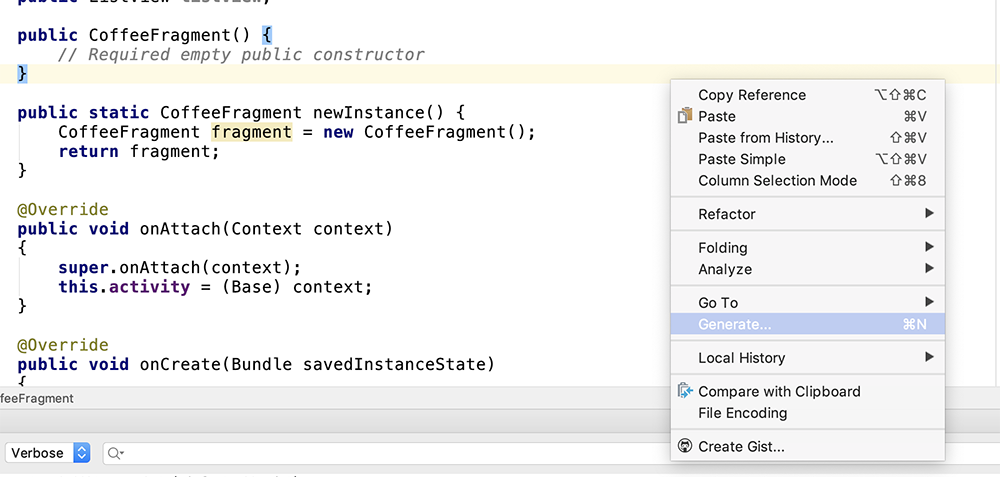 public CoffeeFragment() {
// Required empty public constructor
}
public static CoffeeFragment newInstance() {
CoffeeFragment fragment = new CoffeeFragment();
return fragment;
}
@Override
public void onAttach(Context context)
{
super.onAttach(context);
this.activity = (Base) context;
}
@Override
public void onCreate(Bundle savedInstanceState)
{
feeFragment
Verbose
Copy Reference ⌥⇧⌘C
Paste ⌘V
Paste from History... ⇧⌘V
Paste Simple ⌥⇧⌘V
Column Selection Mode ⇧⌘8
Refactor
Folding
Analyze
Go To
Generate... ⌘N
Local History
Compare with Clipboard
File Encoding
Create Gist...